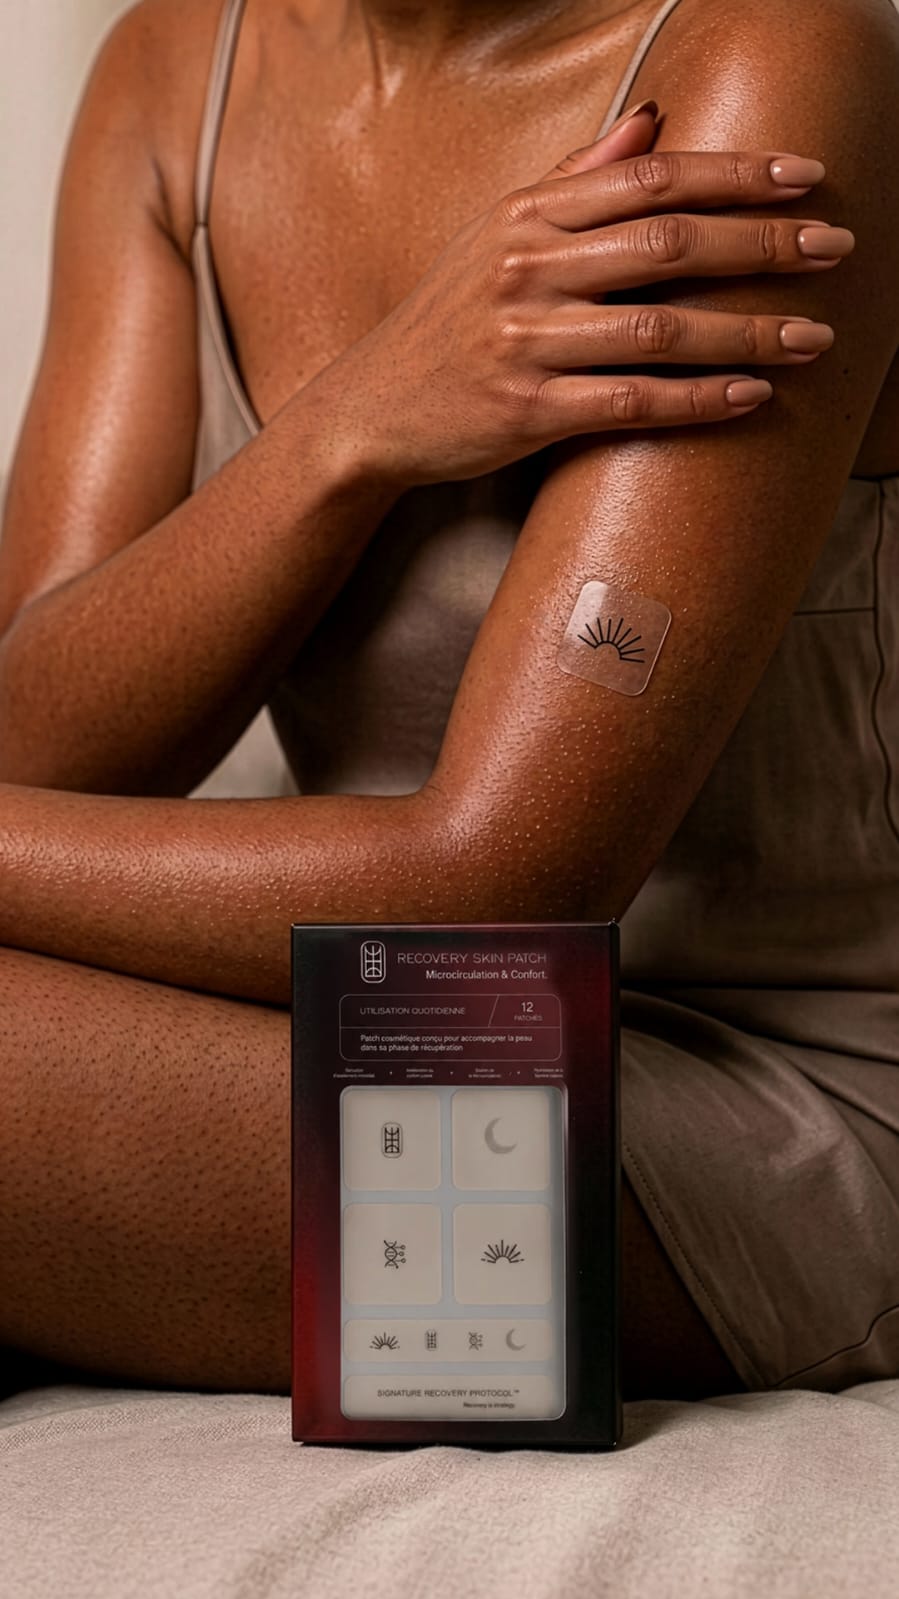 RECOVERY SKIN PATCH
Microcirculation & Confort.
UTILISATION QUOTIDIENNE
12
PATCHES
Patch cosmétique conçu pour accompagner la peau
dans sa phase de récupération
SIGNATURE RECOVERY PROTOCOL™
Recovery is strategy.